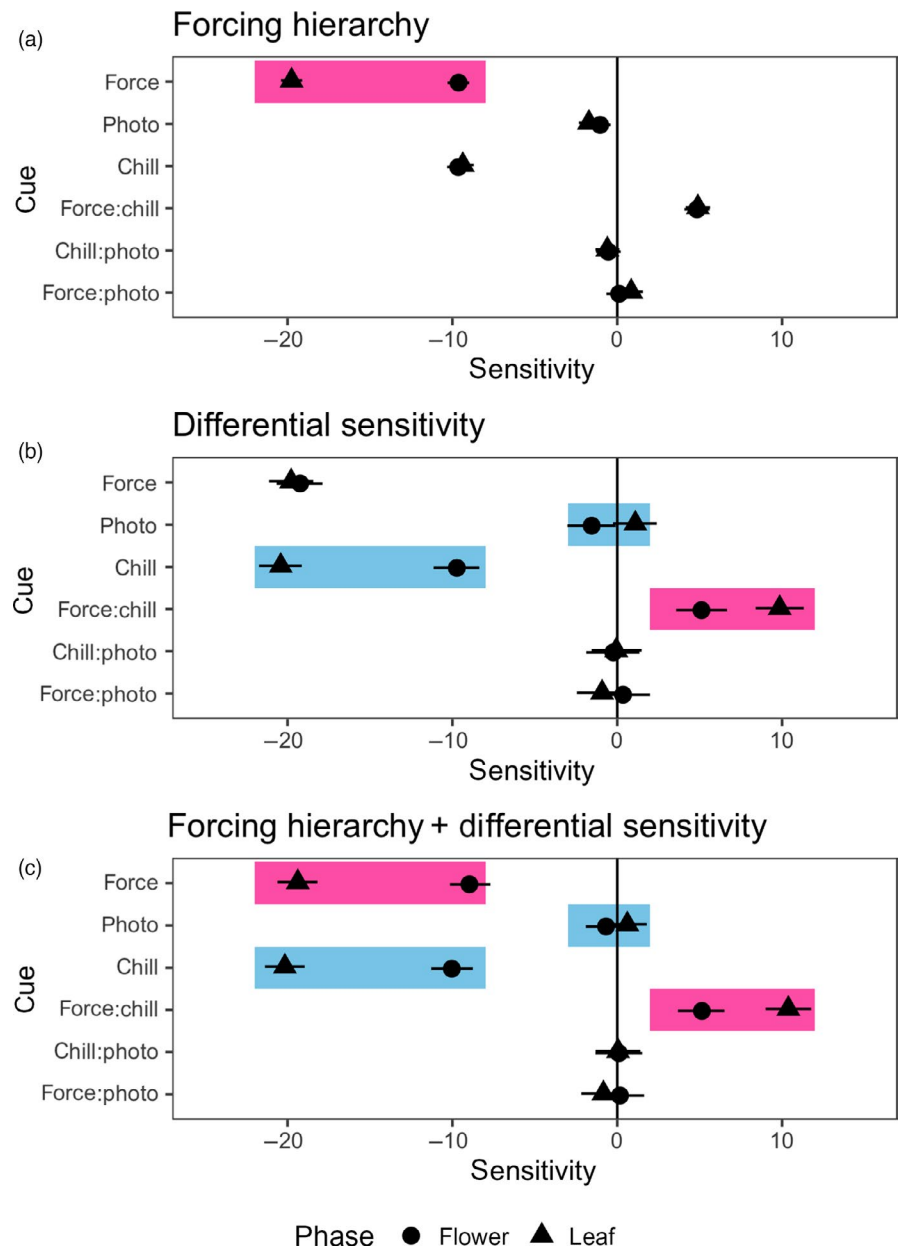 Forcing hierarchy
(a)
Force
Photo
Chill
Force:chill
Chill:photo
Force:photo
Cue
−20 −10 0 10
Sensitivity
Differential sensitivity
(b)
Force
Photo
Chill
Force:chill
Chill:photo
Force:photo
Cue
−20 −10 0 10
Sensitivity
Forcing hierarchy + differential sensitivity
(c)
Force
Photo
Chill
Force:chill
Chill:photo
Force:photo
Cue
−20 −10 0 10
Sensitivity
Phase Flower Leaf